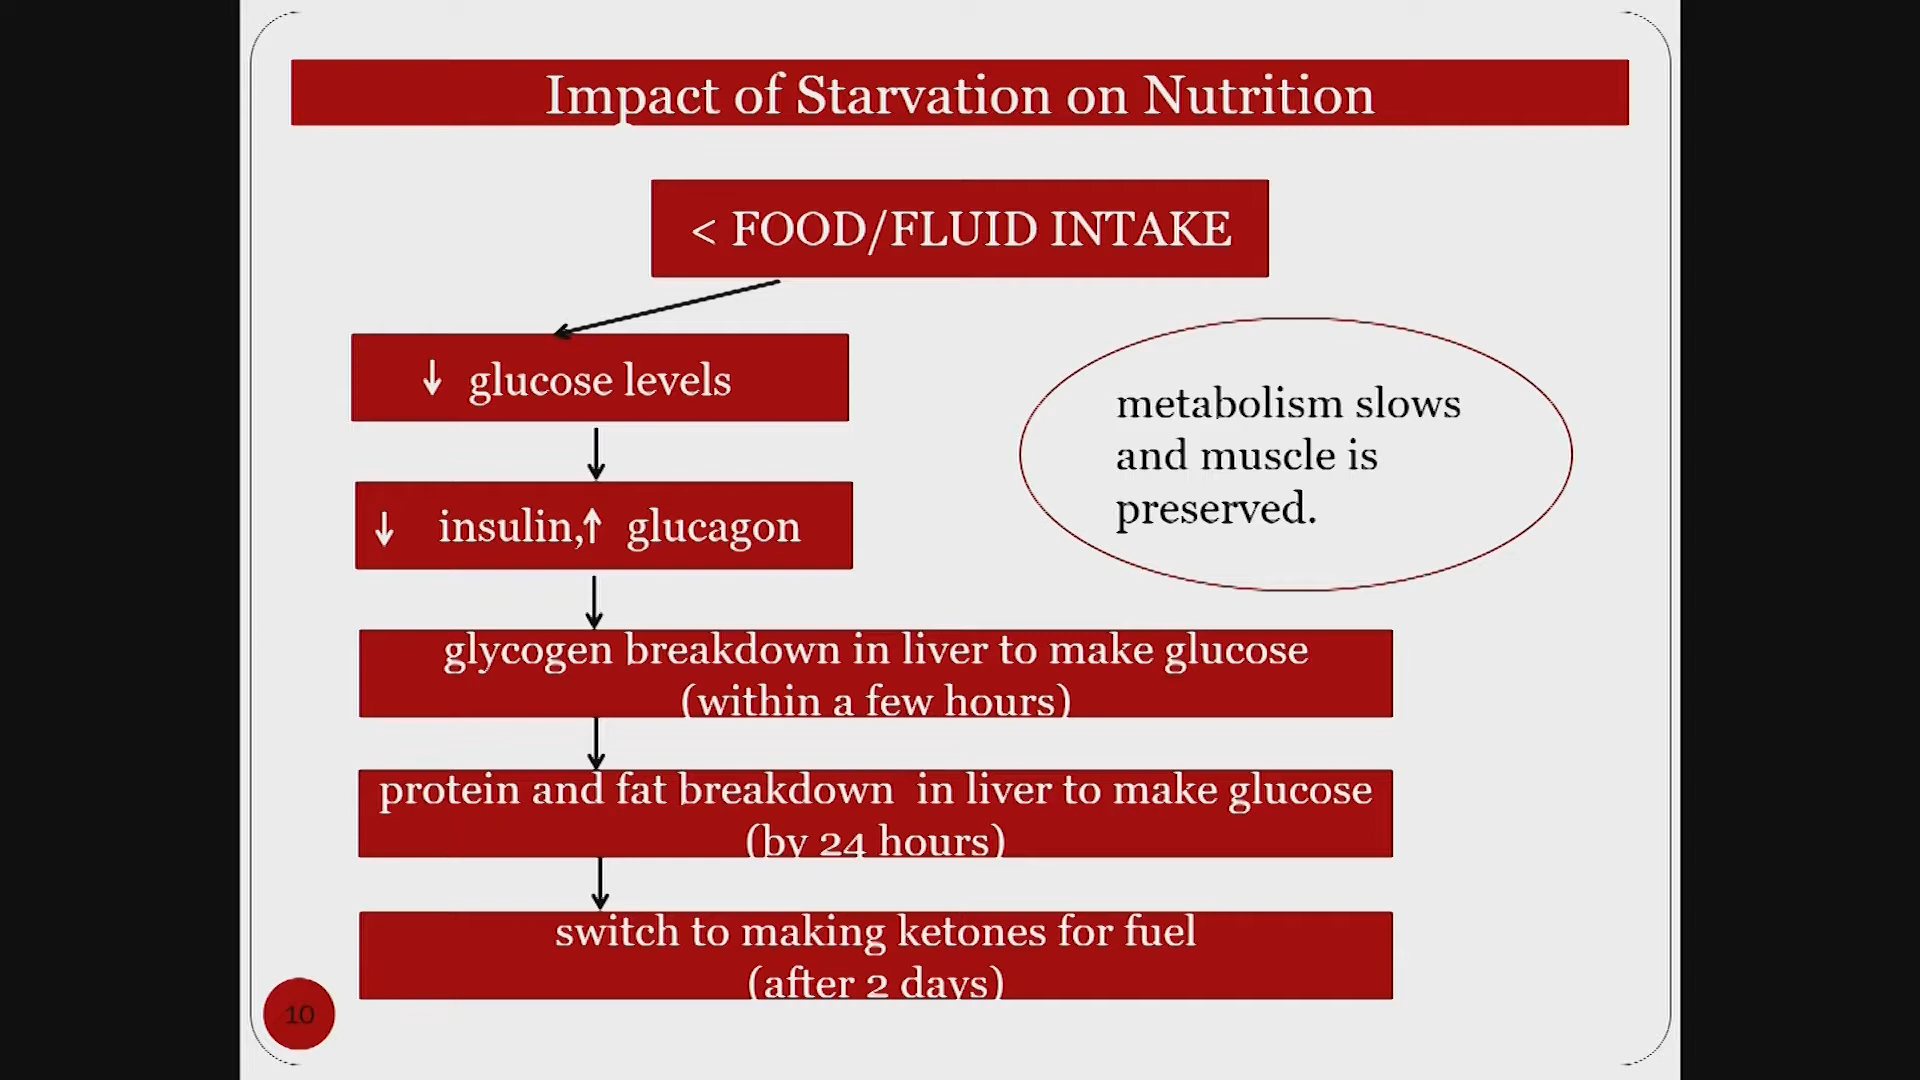 Impact of Starvation on Nutrition
< FOOD/FLUID INTAKE
↓ glucose levels
metabolism slows
and muscle is
preserved.
↓ insulin,↑ glucagon
glycogen breakdown in liver to make glucose
(within a few hours)
protein and fat breakdown in liver to make glucose
(by 24 hours)
switch to making ketones for fuel
(after 2 days)
10